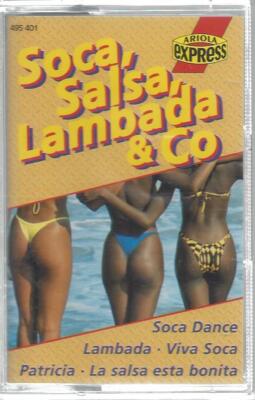 495 401
ARIOLA
EXPRESS
Soca,
Salsa,
Lambada
& Co
Soca Dance
Lambada · Viva Soca
Patricia · La salsa esta bonita